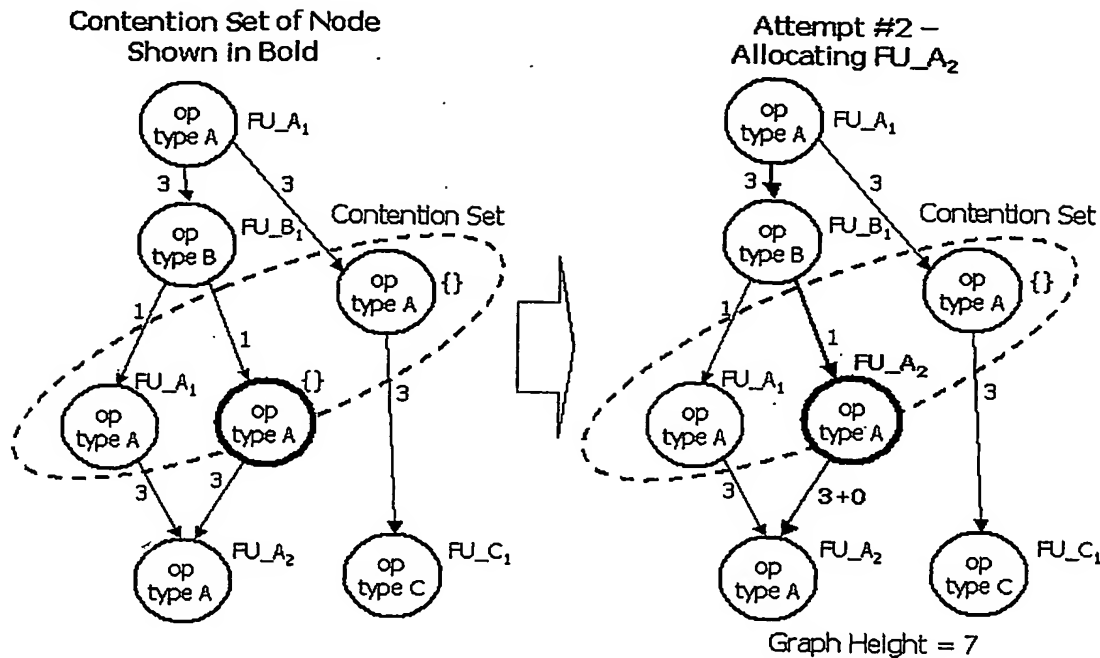 Contention Set of Node
Shown in Bold
op
type A
FU_A₁
3
3
Contention Set
op
type B
FU_B₁
op
type A
{}
1
1
FU_A₁
{}
3
op
type A
op
type A
3
3
op
type A
FU_A₂
op
type C
FU_C₁
Attempt #2 –
Allocating FU_A₂
op
type A
FU_A₁
3
3
Contention Set
op
type B
FU_B₁
op
type A
{}
1
1
FU_A₁
FU_A₂
3
op
type A
op
type A
3
3+0
op
type A
FU_A₂
op
type C
FU_C₁
Graph Height = 7